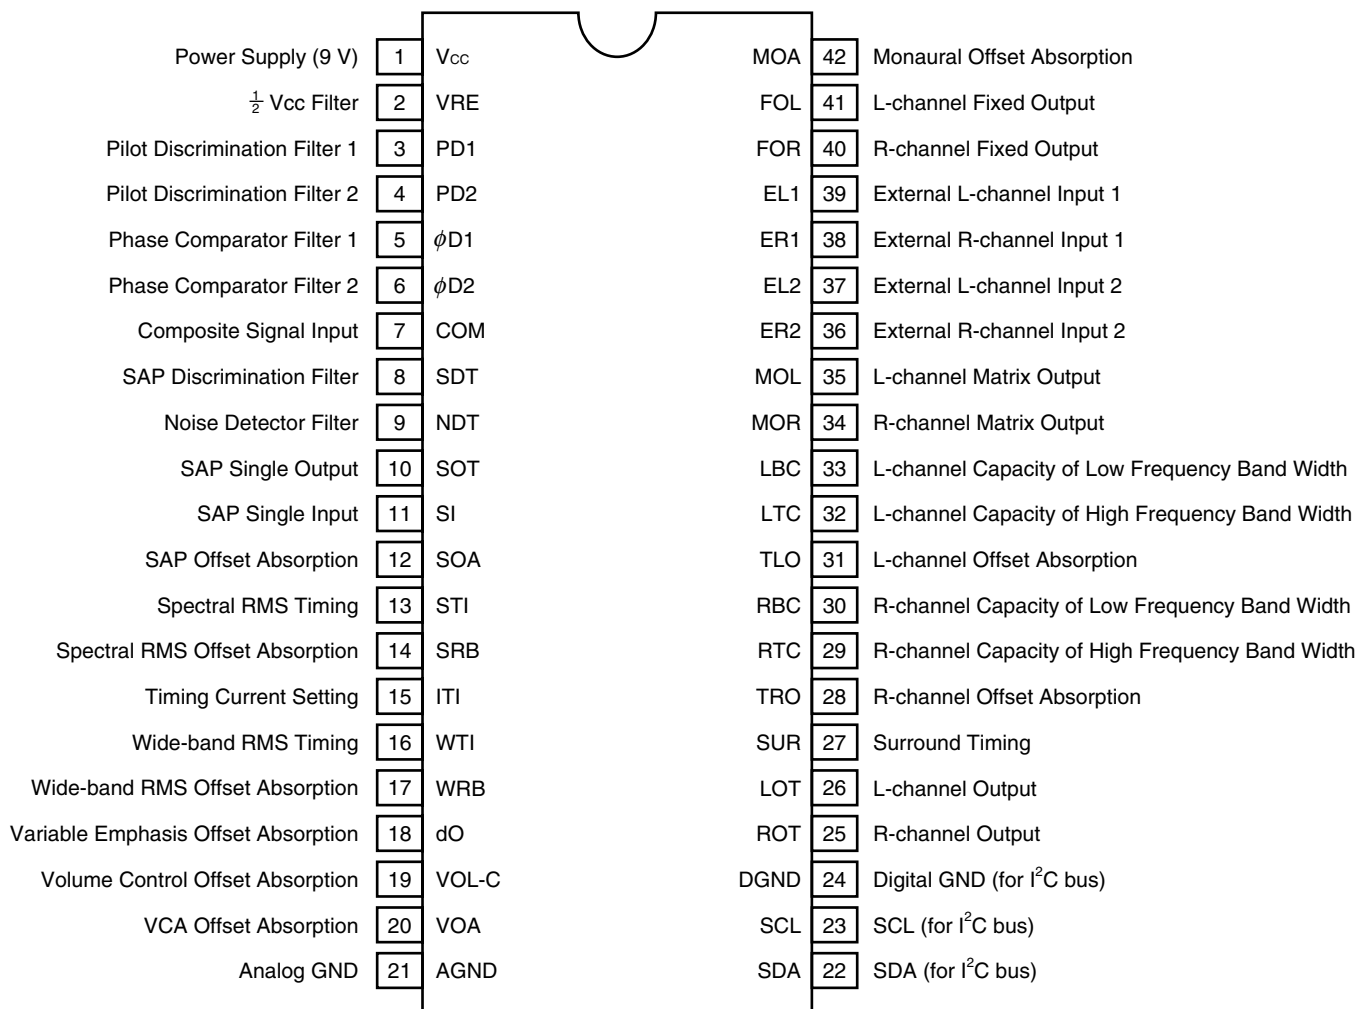 Power Supply (9 V) 1 Vcc MOA 42 Monaural Offset Absorption
1/2 Vcc Filter 2 VRE FOL 41 L-channel Fixed Output
Pilot Discrimination Filter 1 3 PD1 FOR 40 R-channel Fixed Output
Pilot Discrimination Filter 2 4 PD2 EL1 39 External L-channel Input 1
Phase Comparator Filter 1 5 ϕD1 ER1 38 External R-channel Input 1
Phase Comparator Filter 2 6 ϕD2 EL2 37 External L-channel Input 2
Composite Signal Input 7 COM ER2 36 External R-channel Input 2
SAP Discrimination Filter 8 SDT MOL 35 L-channel Matrix Output
Noise Detector Filter 9 NDT MOR 34 R-channel Matrix Output
SAP Single Output 10 SOT LBC 33 L-channel Capacity of Low Frequency Band Width
SAP Single Input 11 SI LTC 32 L-channel Capacity of High Frequency Band Width
SAP Offset Absorption 12 SOA TLO 31 L-channel Offset Absorption
Spectral RMS Timing 13 STI RBC 30 R-channel Capacity of Low Frequency Band Width
Spectral RMS Offset Absorption 14 SRB RTC 29 R-channel Capacity of High Frequency Band Width
Timing Current Setting 15 ITI TRO 28 R-channel Offset Absorption
Wide-band RMS Timing 16 WTI SUR 27 Surround Timing
Wide-band RMS Offset Absorption 17 WRB LOT 26 L-channel Output
Variable Emphasis Offset Absorption 18 dO ROT 25 R-channel Output
Volume Control Offset Absorption 19 VOL-C DGND 24 Digital GND (for I²C bus)
VCA Offset Absorption 20 VOA SCL 23 SCL (for I²C bus)
Analog GND 21 AGND SDA 22 SDA (for I²C bus)